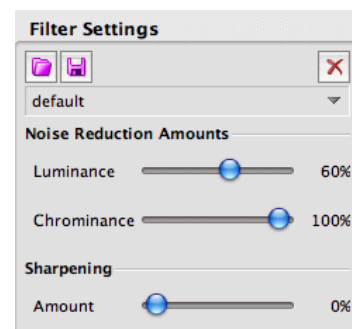 Filter Settings
default
Noise Reduction Amounts
Luminance 60%
Chrominance 100%
Sharpening
Amount 0%